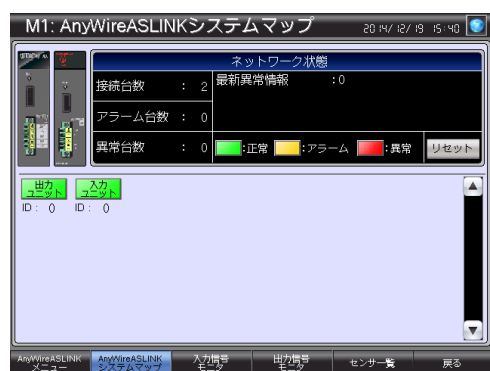 M1: AnyWireASLINKシステムマップ
2014/12/19 15:40
ネットワーク状態
接続台数 : 2
最新異常情報 :0
アラーム台数 : 0
異常台数 : 0
:正常 :アラーム :異常 リセット
出力
ユニット
入力
ユニット
ID: 0 ID: 0
AnyWireASLINK
メニュー
AnyWireASLINK
システムマップ
入力信号
モニタ
出力信号
モニタ
センサ一覧
戻る